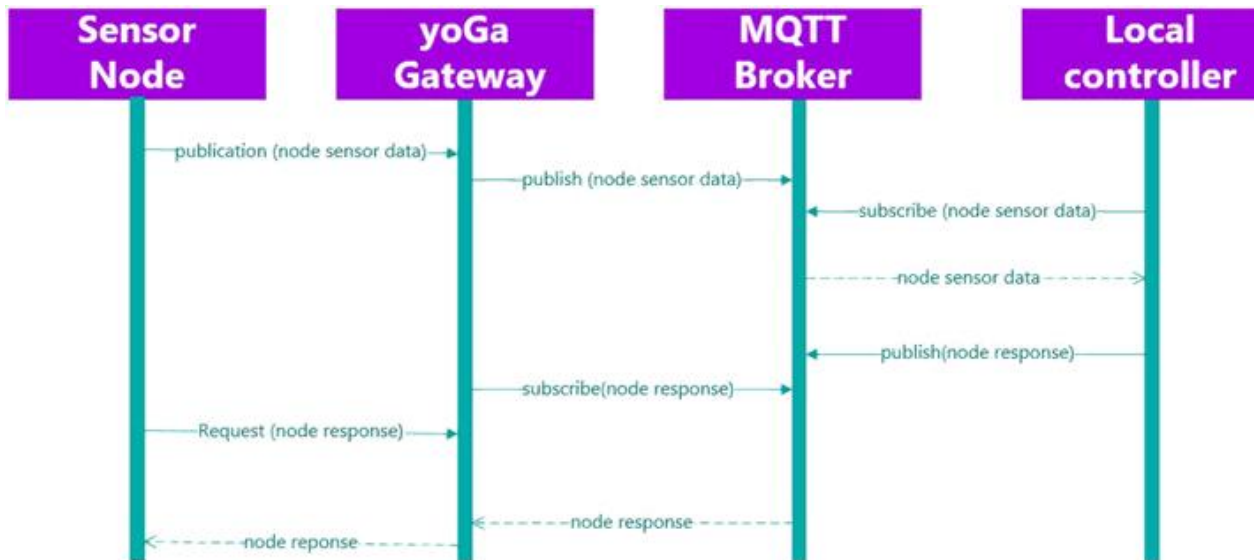 Sensor
Node
yoGa
Gateway
MQTT
Broker
Local
controller
publication (node sensor data)
publish (node sensor data)
subscribe (node sensor data)
node sensor data
publish(node response)
subscribe(node response)
Request (node response)
node response
node reponse